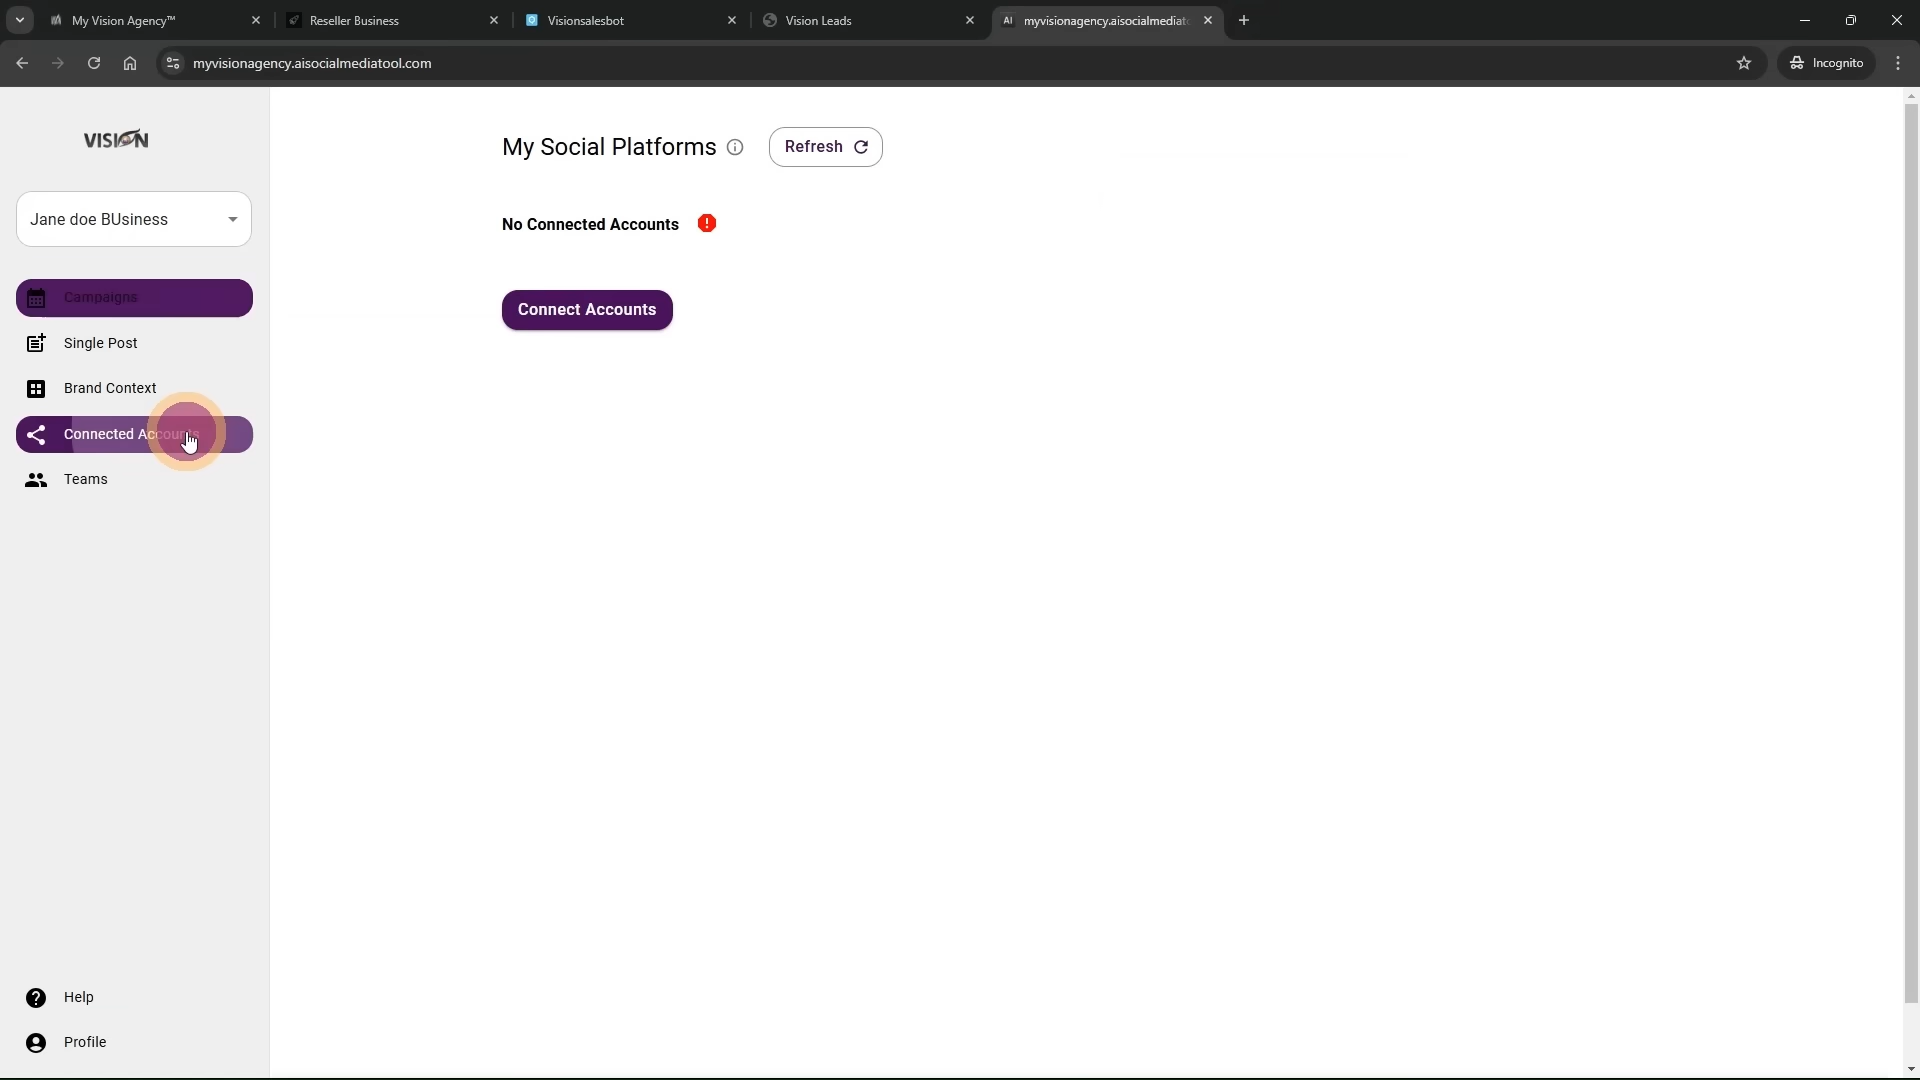 My Vision Agency™
Reseller Business
Visionsalesbot
Vision Leads
AI myvisionagency.aisocialmediat
myvisionagency.aisocialmediatool.com
Incognito
VISION
My Social Platforms
Refresh
Jane doe BUsiness
No Connected Accounts
Campaigns
Connect Accounts
Single Post
Brand Context
Connected Accounts
Teams
Help
Profile